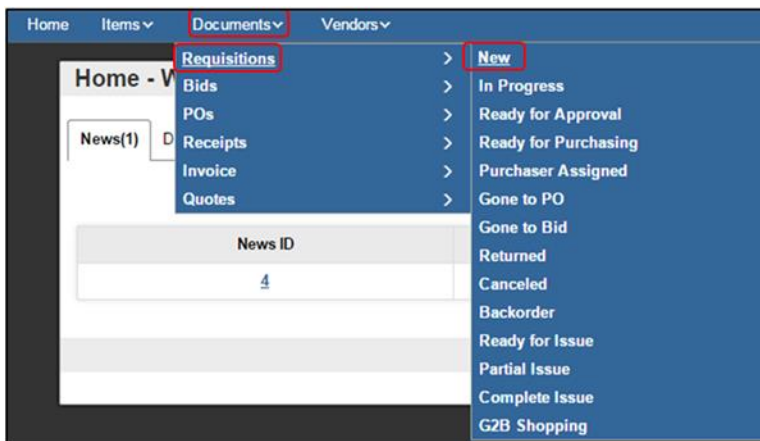 Home Items Documents Vendors
Requisitions
Bids
POs
Receipts
Invoice
Quotes
New
In Progress
Ready for Approval
Ready for Purchasing
Purchaser Assigned
Gone to PO
Gone to Bid
Returned
Canceled
Backorder
Ready for Issue
Partial Issue
Complete Issue
G2B Shopping
Home -
News(1)
News ID
4